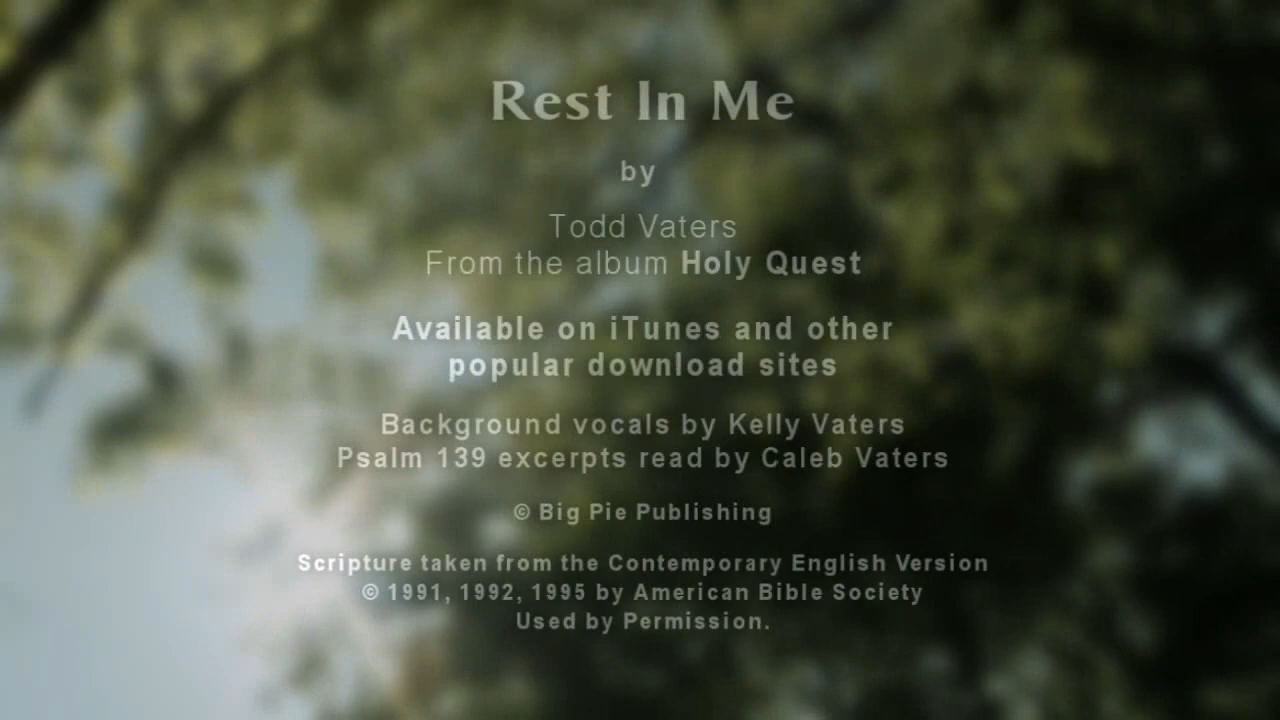 Rest In Me
by
Todd Vaters
From the album Holy Quest
Available on iTunes and other
popular download sites
Background vocals by Kelly Vaters
Psalm 139 excerpts read by Caleb Vaters
© Big Pie Publishing
Scripture taken from the Contemporary English Version
© 1991, 1992, 1995 by American Bible Society
Used by Permission.